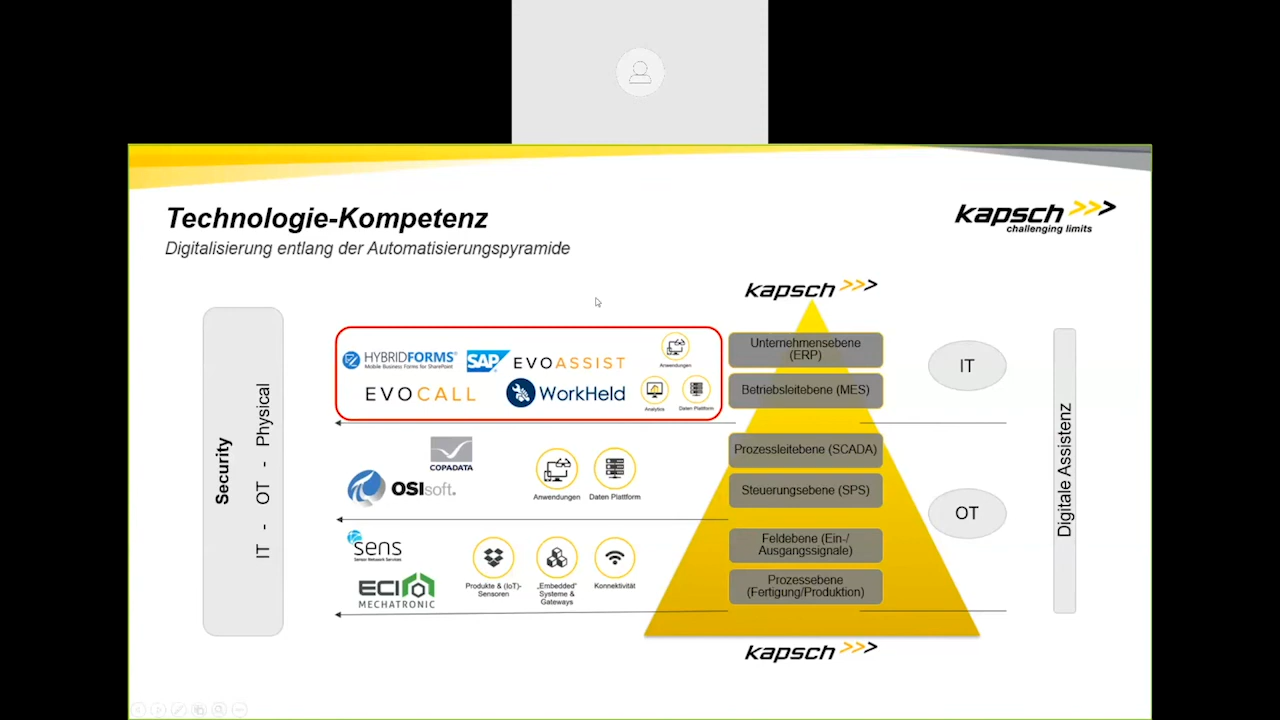 Technologie-Kompetenz
Digitalisierung entlang der Automatisierungspyramide
kapsch
challenging limits
kapsch
Security
IT - OT - Physical
HYBRIDFORMS
Mobile Business Forms for SharePoint
SAP
EVOASSIST
Anwendungen
EVOCALL
WorkHeld
Analytics
Daten Plattform
Unternehmensebene
(ERP)
Betriebsleitebene (MES)
IT
COPADATA
OSIsoft.
Anwendungen
Daten Plattform
Prozessleitebene (SCADA)
Steuerungsebene (SPS)
OT
Digitale Assistenz
sens
Sensor Network Services
ECI
MECHATRONIC
Produkte & (IoT)-
Sensoren
„Embedded"
Systeme &
Gateways
Konnektivität
Feldebene (Ein-/
Ausgangssignale)
Prozessebene
(Fertigung/Produktion)
kapsch